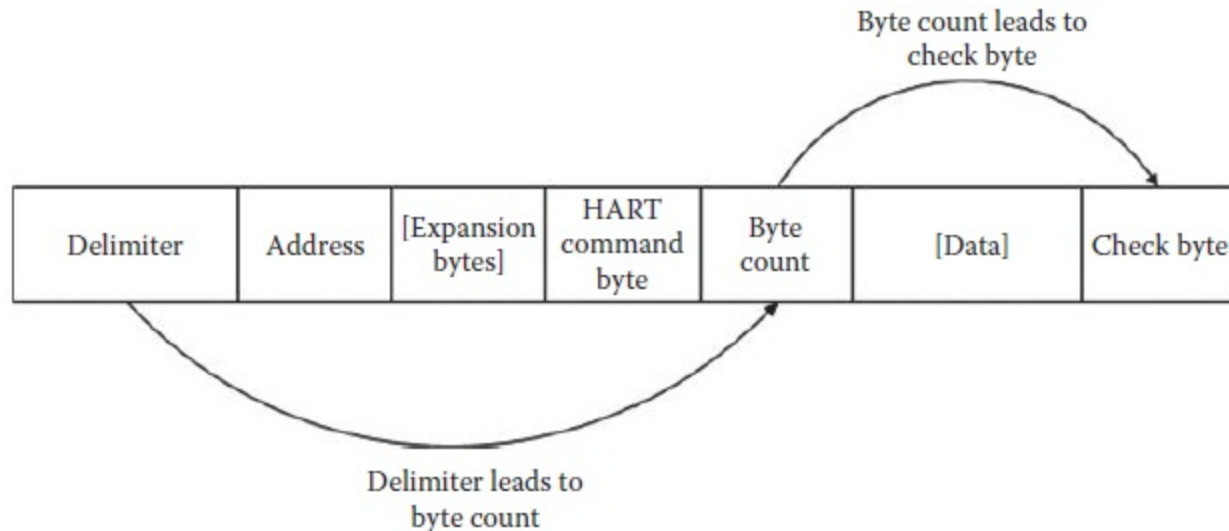 Byte count leads to
check byte
Delimiter
Address
[Expansion
bytes]
HART
command
byte
Byte
count
[Data]
Check byte
Delimiter leads to
byte count